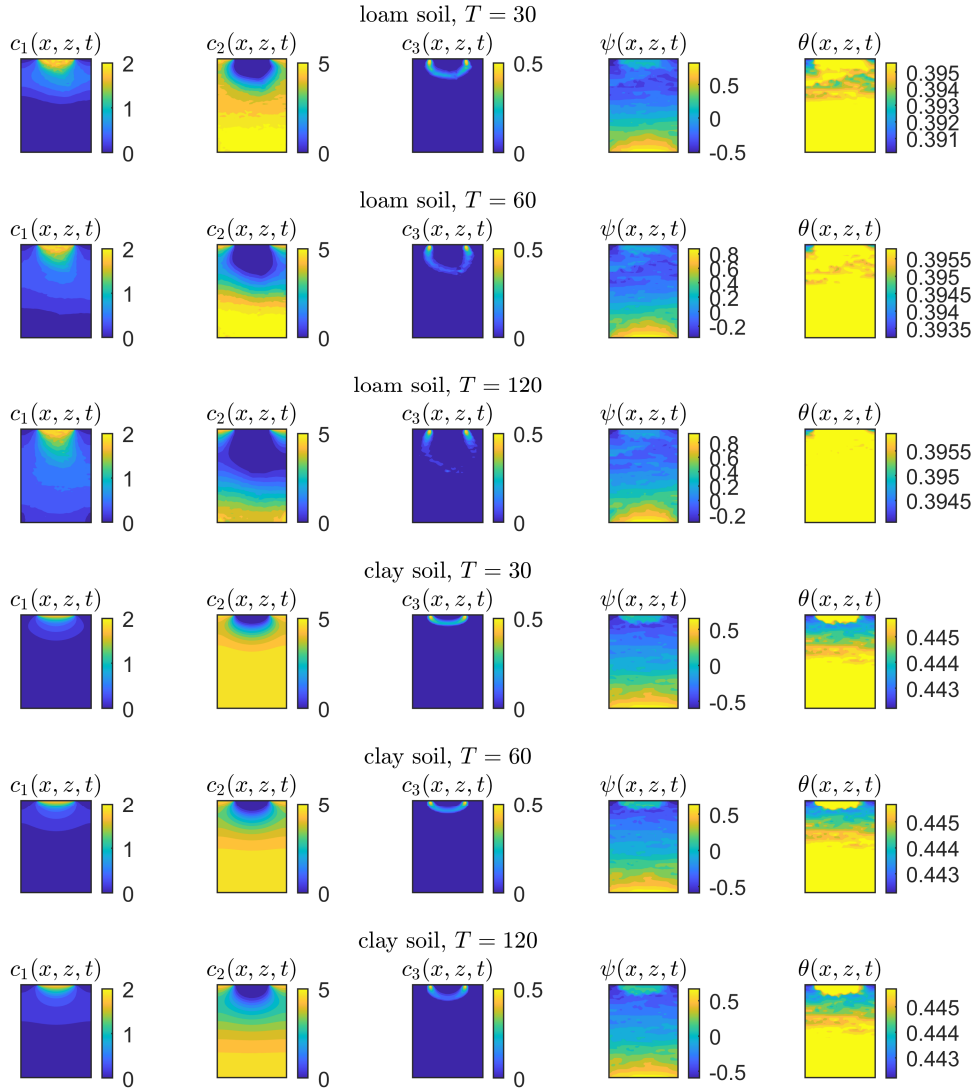 loam soil, T = 30
c₁(x, z, t) c₂(x, z, t) c₃(x, z, t) ψ(x, z, t) θ(x, z, t)
2 5 0.5 0.395
0.5 0.394
1 0 0.393
0.392
0.391
0 0 0 -0.5
loam soil, T = 60
c₁(x, z, t) c₂(x, z, t) c₃(x, z, t) ψ(x, z, t) θ(x, z, t)
2 5 0.5 0.8 0.3955
0.6 0.395
1 0.4 0.3945
0.2 0.394
0 0.3935
0 0 0 -0.2
loam soil, T = 120
c₁(x, z, t) c₂(x, z, t) c₃(x, z, t) ψ(x, z, t) θ(x, z, t)
2 5 0.5 0.8
0.6 0.3955
1 0.4 0.395
0.2 0.3945
0
0 0 0 -0.2
clay soil, T = 30
c₁(x, z, t) c₂(x, z, t) c₃(x, z, t) ψ(x, z, t) θ(x, z, t)
2 5 0.5 0.5 0.445
1 0 0.444
0 0 0 -0.5 0.443
clay soil, T = 60
c₁(x, z, t) c₂(x, z, t) c₃(x, z, t) ψ(x, z, t) θ(x, z, t)
2 5 0.5 0.5 0.445
1 0 0.444
0 0 0 -0.5 0.443
clay soil, T = 120
c₁(x, z, t) c₂(x, z, t) c₃(x, z, t) ψ(x, z, t) θ(x, z, t)
2 5 0.5 0.5 0.445
1 0 0.444
0 0 0 -0.5 0.443